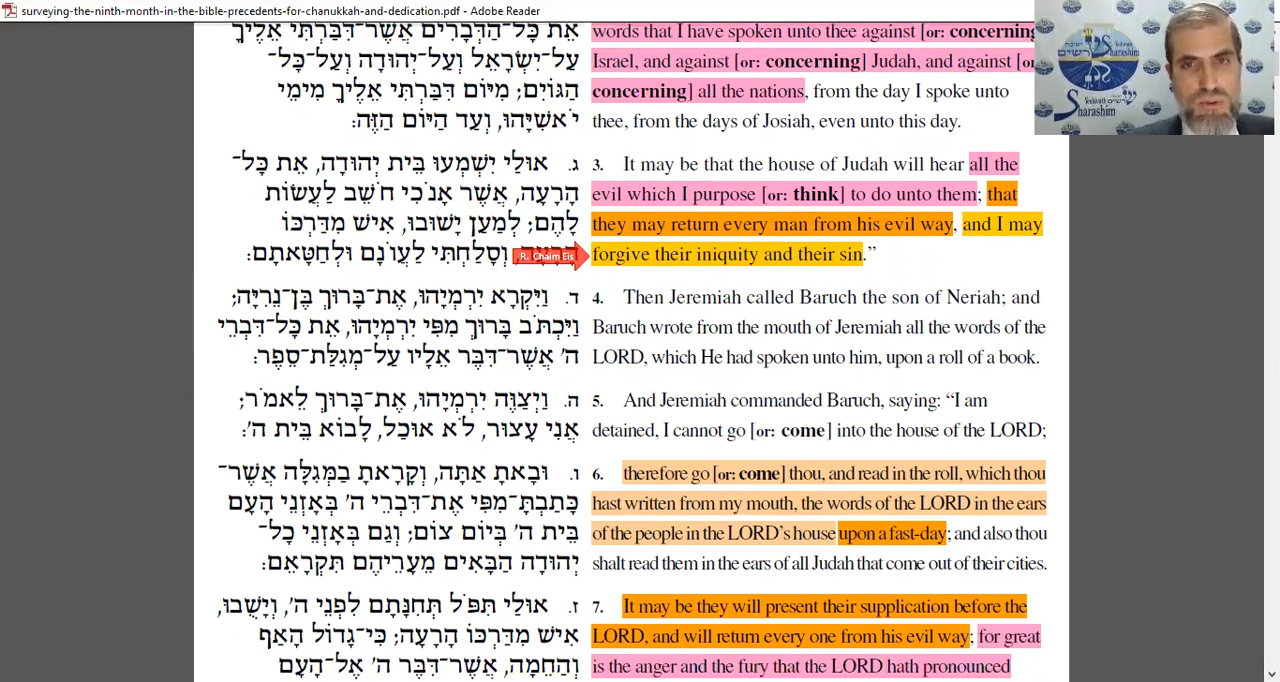 surveying-the-ninth-month-in-the-bible-precedents-for-chanukkah-and-dedication.pdf - Adobe Reader
אֵת כָּל־הַדְּבָרִים אֲשֶׁר־דִּבַּרְתִּי אֵלֶיךָ
עַל־יִשְׂרָאֵל וְעַל־יְהוּדָה וְעַל־כָּל־
הַגּוֹיִם; מִיּוֹם דִּבַּרְתִּי אֵלֶיךָ מִימֵי
יֹאשִׁיָּהוּ, וְעַד הַיּוֹם הַזֶּה:
ג. אוּלַי יִשְׁמְעוּ בֵּית יְהוּדָה, אֵת כָּל־
הָרָעָה, אֲשֶׁר אָנֹכִי חֹשֵׁב לַעֲשׂוֹת
לָהֶם; לְמַעַן יָשׁוּבוּ, אִישׁ מִדַּרְכּוֹ
וְסָלַחְתִּי לַעֲוֺנָם וּלְחַטָּאתָם:
ד. וַיִּקְרָא יִרְמְיָהוּ, אֶת־בָּרוּךְ בֶּן־נֵרִיָּה;
וַיִּכְתֹּב בָּרוּךְ מִפִּי יִרְמְיָהוּ, אֵת כָּל־דִּבְרֵי
ה' אֲשֶׁר־דִּבֶּר אֵלָיו עַל־מְגִלַּת־סֵפֶר:
ה. וַיְצַוֶּה יִרְמְיָהוּ, אֶת־בָּרוּךְ לֵאמֹר;
אֲנִי עָצוּר, לֹא אוּכַל, לָבוֹא בֵּית ה':
ו. וּבָאתָ אַתָּה, וְקָרָאתָ בַמְּגִלָּה אֲשֶׁר־
כָּתַבְתָּ־מִפִּי אֶת־דִּבְרֵי ה' בְּאָזְנֵי הָעָם
בֵּית ה' בְּיוֹם צוֹם; וְגַם בְּאָזְנֵי כָל־
יְהוּדָה הַבָּאִים מֵעָרֵיהֶם תִּקְרָאֵם:
ז. אוּלַי תִּפֹּל תְּחִנָּתָם לִפְנֵי ה', וְיָשֻׁבוּ,
אִישׁ מִדַּרְכּוֹ הָרָעָה; כִּי־גָדוֹל הָאַף
וְהַחֵמָה, אֲשֶׁר־דִּבֶּר ה' אֶל־הָעָם
R. Chaim Eis
words that I have spoken unto thee against [or: concerning
Israel, and against [or: concerning] Judah, and against [or
concerning] all the nations, from the day I spoke unto
thee, from the days of Josiah, even unto this day.
3. It may be that the house of Judah will hear all the
evil which I purpose [or: think] to do unto them; that
they may return every man from his evil way, and I may
forgive their iniquity and their sin.”
4. Then Jeremiah called Baruch the son of Neriah; and
Baruch wrote from the mouth of Jeremiah all the words of the
LORD, which He had spoken unto him, upon a roll of a book.
5. And Jeremiah commanded Baruch, saying: “I am
detained, I cannot go [or: come] into the house of the LORD;
6. therefore go [or: come] thou, and read in the roll, which thou
hast written from my mouth, the words of the LORD in the ears
of the people in the LORD’s house upon a fast-day; and also thou
shalt read them in the ears of all Judah that come out of their cities.
7. It may be they will present their supplication before the
LORD, and will return every one from his evil way; for great
is the anger and the fury that the LORD hath pronounced
Yeshivath
Sharashim
Yeshivath
שרשים
Sharashim